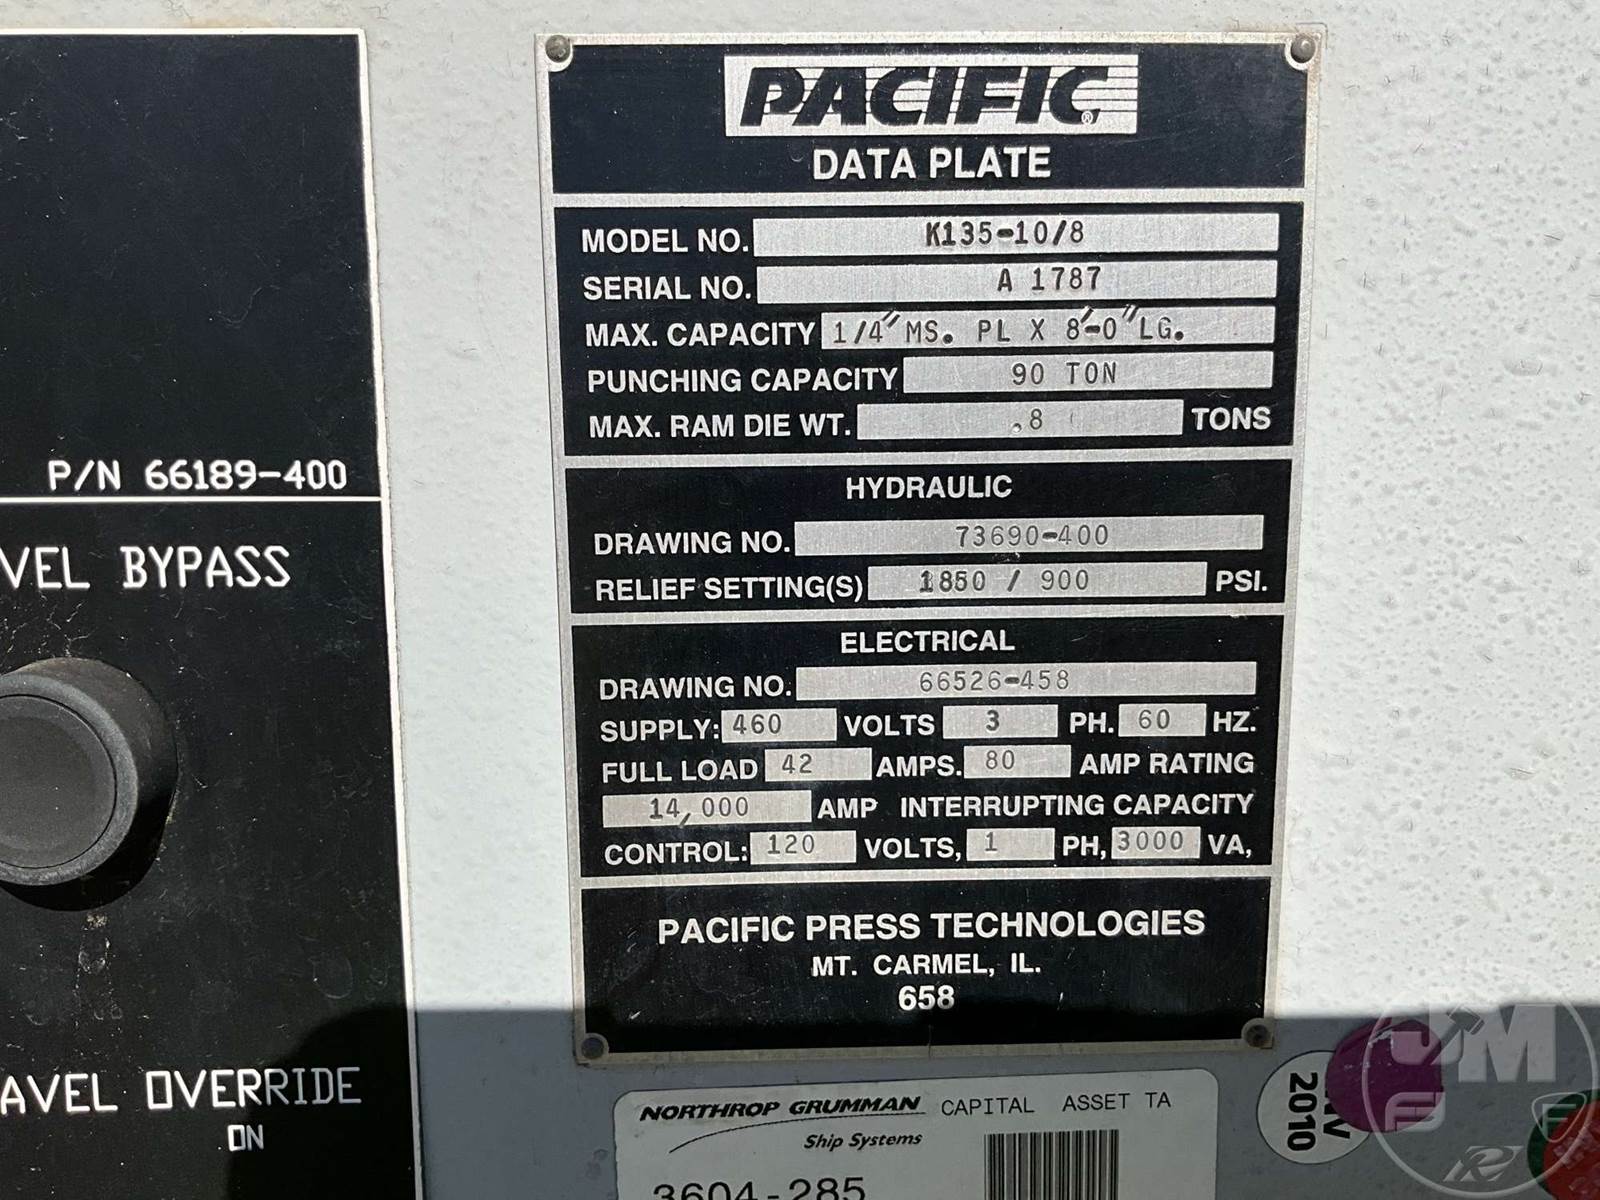 P/N 66189-400
VEL BYPASS
AVEL OVERRIDE
ON
PACIFIC®
DATA PLATE
MODEL NO. K135-10/8
SERIAL NO. A 1787
MAX. CAPACITY 1/4" MS. PL X 8'-0" LG.
PUNCHING CAPACITY 90 TON
MAX. RAM DIE WT. .8 TONS
HYDRAULIC
DRAWING NO. 73690-400
RELIEF SETTING(S) 1850 / 900 PSI.
ELECTRICAL
DRAWING NO. 66526-458
SUPPLY: 460 VOLTS 3 PH. 60 HZ.
FULL LOAD 42 AMPS. 80 AMP RATING
14,000 AMP INTERRUPTING CAPACITY
CONTROL: 120 VOLTS, 1 PH, 3000 VA,
PACIFIC PRESS TECHNOLOGIES
MT. CARMEL, IL.
658
NORTHROP GRUMMAN CAPITAL ASSET TA
Ship Systems
3604-285
2010
JM